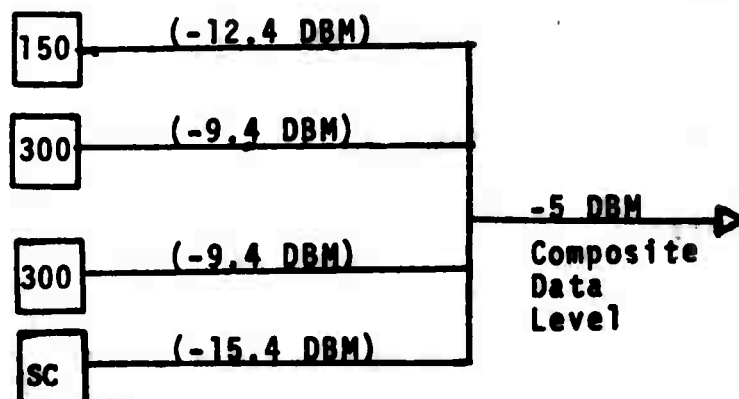 150 (-12.4 DBM)
300 (-9.4 DBM)
-5 DBM
Composite
Data
Level
300 (-9.4 DBM)
SC (-15.4 DBM)